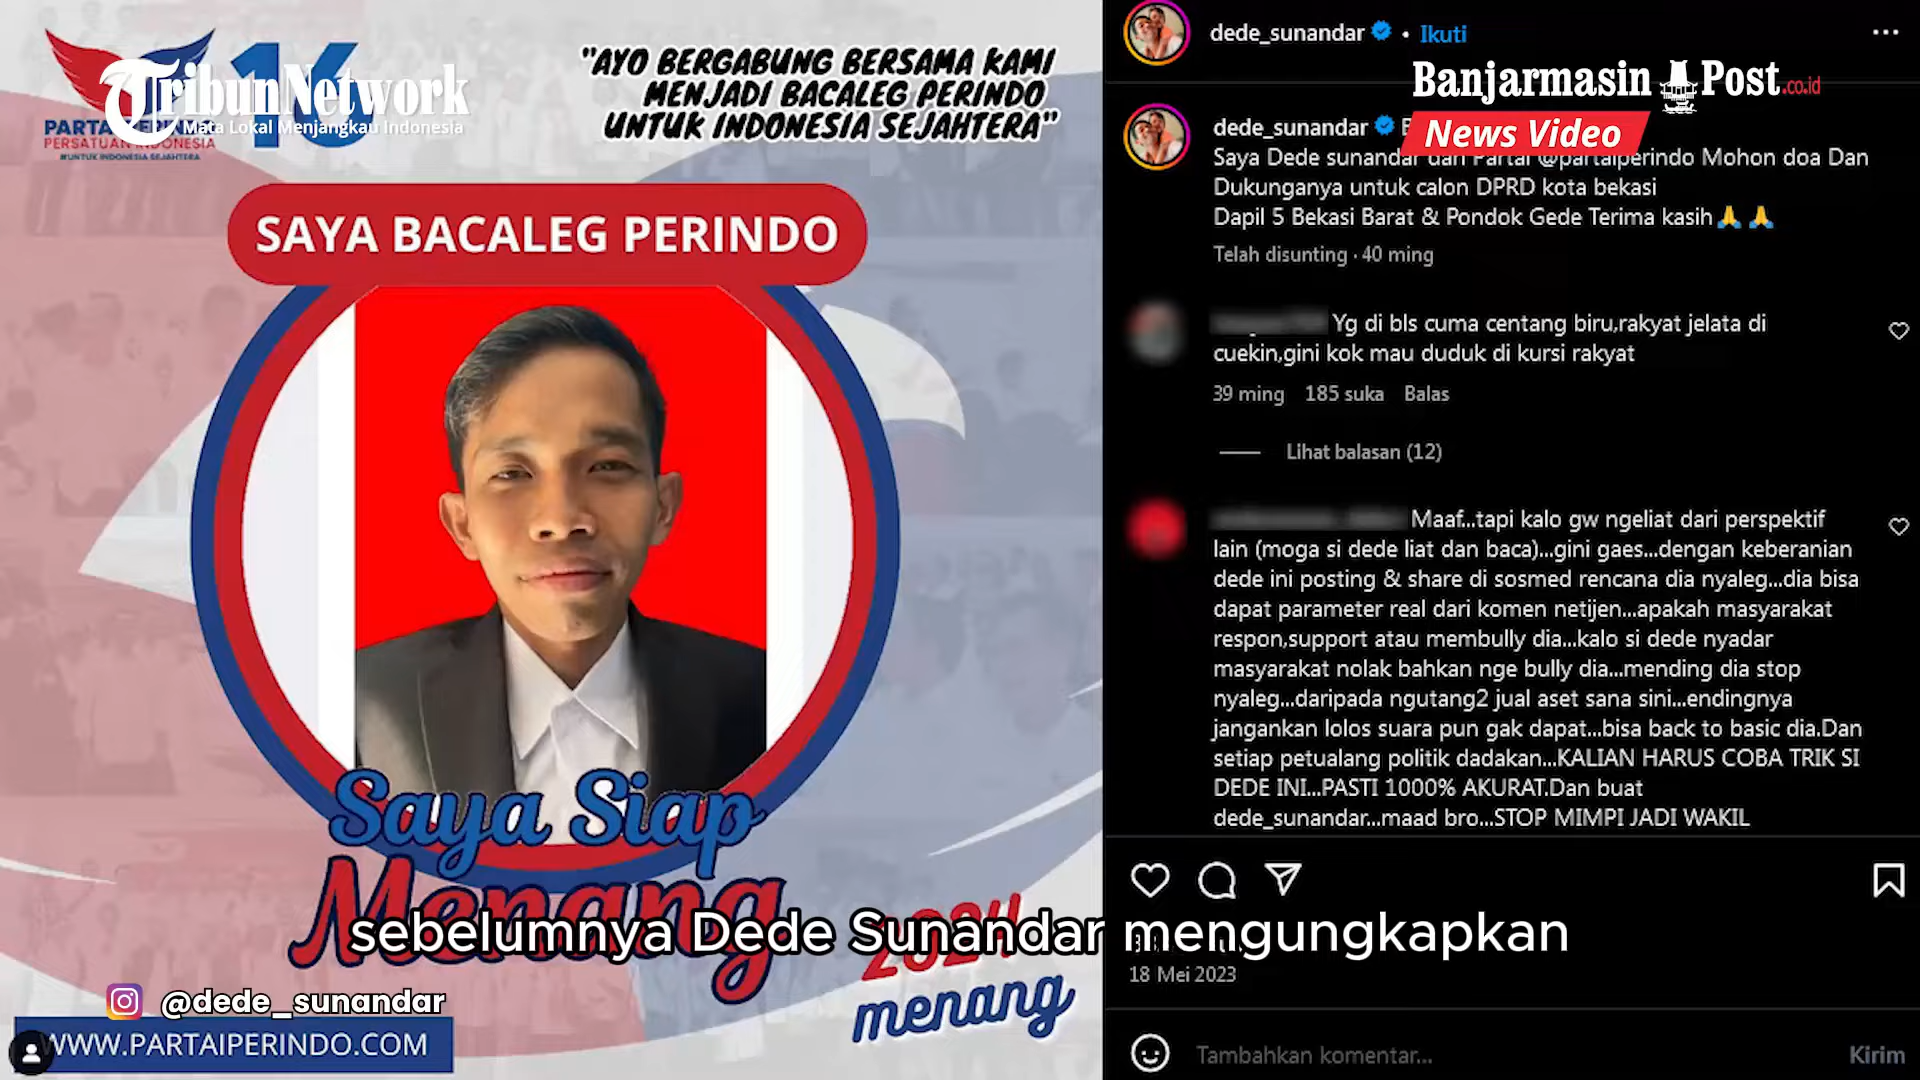 TribunNetwork
Mata Lokal Menjangkau Indonesia
16
PERSATUAN INDONESIA
#UNTUK INDONESIA SEJAHTERA
"AYO BERGABUNG BERSAMA KAMI
MENJADI BACALEG PERINDO
UNTUK INDONESIA SEJAHTERA"
SAYA BACALEG PERINDO
Saya Siap
Menang
2024
menang
@dede_sunandar
WWW.PARTAIPERINDO.COM
sebelumnya Dede Sunandar mengungkapkan
dede_sunandar • Ikuti
Banjarmasin Post.co.id
News Video
dede_sunandar
Saya Dede sunandar dari Partai @partaiperindo Mohon doa Dan
Dukunganya untuk calon DPRD kota bekasi
Dapil 5 Bekasi Barat & Pondok Gede Terima kasih🙏🙏
Telah disunting · 40 ming
Yg di bls cuma centang biru,rakyat jelata di
cuekin,gini kok mau duduk di kursi rakyat
39 ming 185 suka Balas
Lihat balasan (12)
Maaf...tapi kalo gw ngeliat dari perspektif
lain (moga si dede liat dan baca)...gini gaes...dengan keberanian
dede ini posting & share di sosmed rencana dia nyaleg...dia bisa
dapat parameter real dari komen netijen...apakah masyarakat
respon,support atau membully dia...kalo si dede nyadar
masyarakat nolak bahkan nge bully dia...mending dia stop
nyaleg...daripada ngutang2 jual aset sana sini...endingnya
jangankan lolos suara pun gak dapat...bisa back to basic dia.Dan
setiap petualang politik dadakan...KALIAN HARUS COBA TRIK SI
DEDE INI...PASTI 1000% AKURAT.Dan buat
dede_sunandar...maad bro...STOP MIMPI JADI WAKIL
18 Mei 2023
Tambahkan komentar...
Kirim